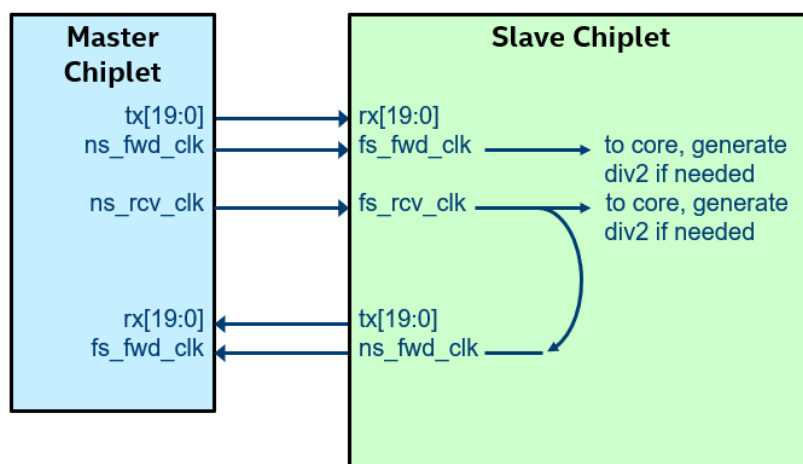 Master
Chiplet
Slave Chiplet
tx[19:0]
rx[19:0]
ns_fwd_clk
fs_fwd_clk
to core, generate
div2 if needed
ns_rcv_clk
fs_rcv_clk
to core, generate
div2 if needed
rx[19:0]
tx[19:0]
fs_fwd_clk
ns_fwd_clk